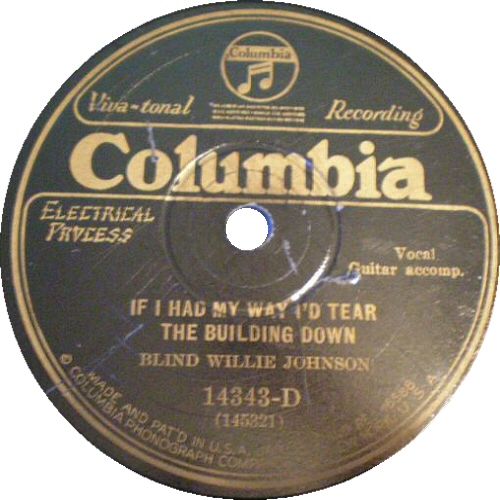 Columbia
Viva-tonal Recording
Columbia
ELECTRICAL
PROCESS
Vocal
Guitar accomp.
IF I HAD MY WAY I'D TEAR
THE BUILDING DOWN
BLIND WILLIE JOHNSON
14343-D
(145321)
© MADE AND PAT'D IN U.S.A.
COLUMBIA PHONOGRAPH COMP
U.S.A.